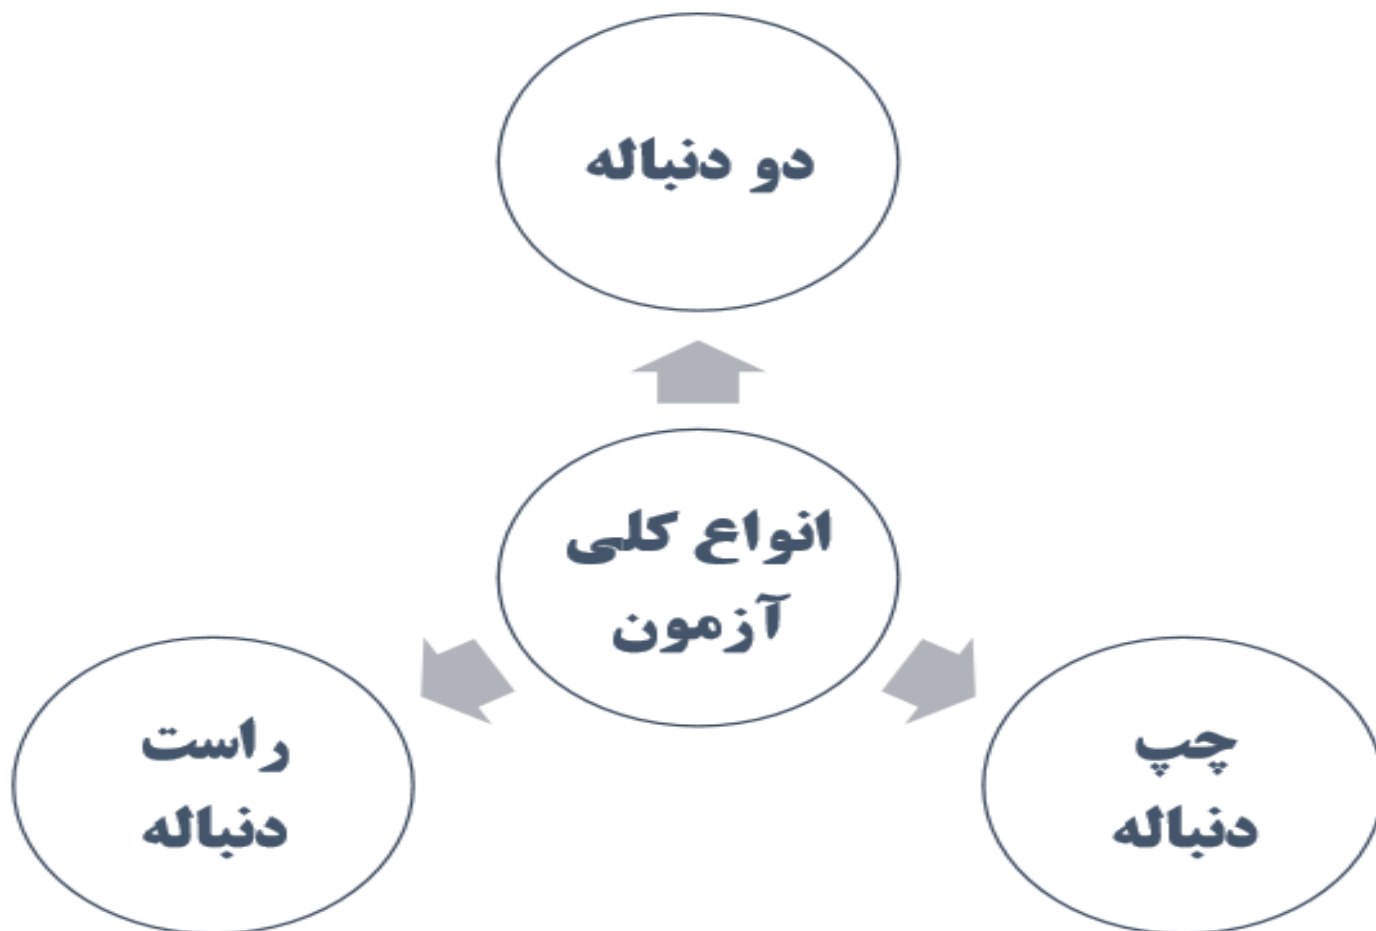 دو دنباله
انواع کلی
آزمون
چپ
دنباله
راست
دنباله